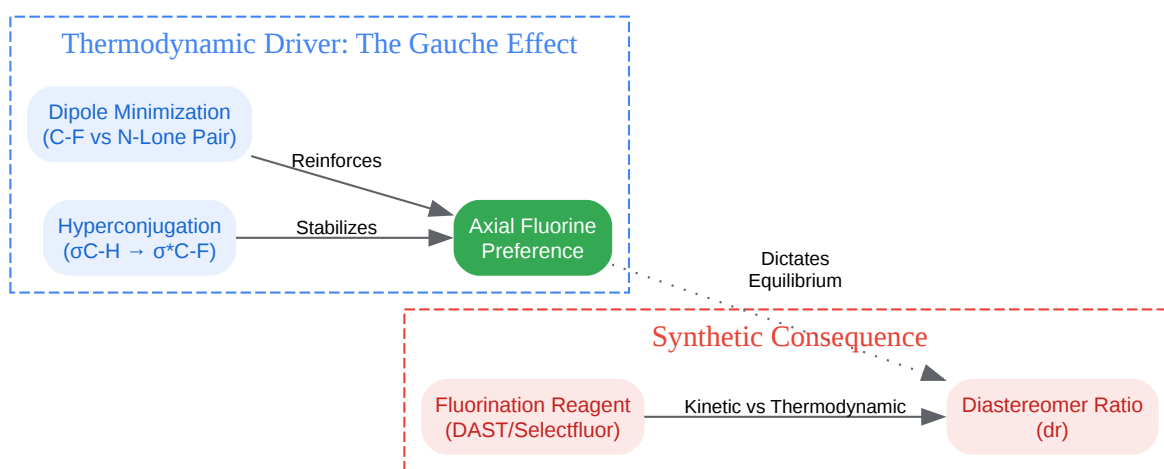 Thermodynamic Driver: The Gauche Effect
Dipole Minimization
(C-F vs N-Lone Pair)
Reinforces
Hyperconjugation
(σC-H → σ*C-F)
Stabilizes
Axial Fluorine
Preference
Dictates
Equilibrium
Synthetic Consequence
Fluorination Reagent
(DAST/Selectfluor)
Kinetic vs Thermodynamic
Diastereomer Ratio
(dr)